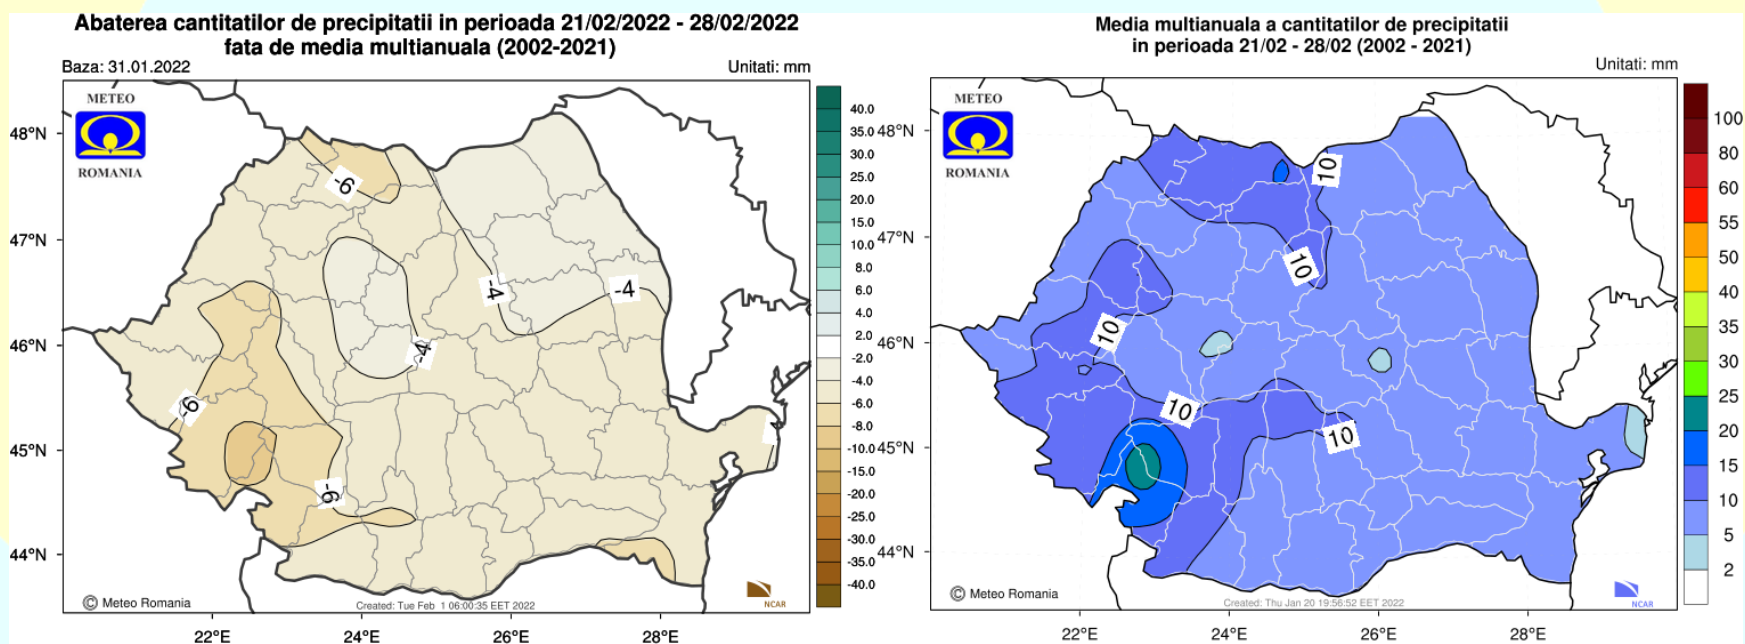 Abaterea cantitatilor de precipitatii in perioada 21/02/2022 - 28/02/2022
fata de media multianuala (2002-2021)
Baza: 31.01.2022
Unitati: mm
METEO
ROMANIA
48°N
47°N
46°N
45°N
44°N
-6
-4
-4
-4
-6
-6
40.0
35.0
30.0
25.0
20.0
15.0
10.0
8.0
6.0
4.0
2.0
-2.0
-4.0
-6.0
-8.0
-10.0
-15.0
-20.0
-25.0
-30.0
-35.0
-40.0
© Meteo Romania
Created: Tue Feb 1 06:00:35 EET 2022
NCAR
22°E
24°E
26°E
28°E
Media multianuala a cantitatilor de precipitatii
in perioada 21/02 - 28/02 (2002 - 2021)
Unitati: mm
METEO
ROMANIA
48°N
47°N
46°N
45°N
44°N
10
10
10
10
10
100
80
60
55
50
40
35
30
25
20
15
10
5
2
© Meteo Romania
Created: Thu Jan 20 19:56:52 EET 2022
NCAR
22°E
24°E
26°E
28°E